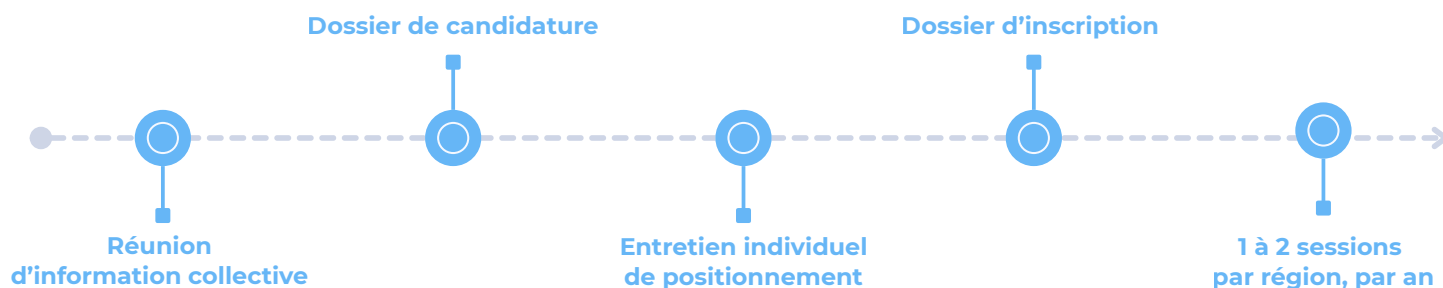 Dossier de candidature
Dossier d’inscription
Réunion
d’information collective
Entretien individuel
de positionnement
1 à 2 sessions
par région, par an